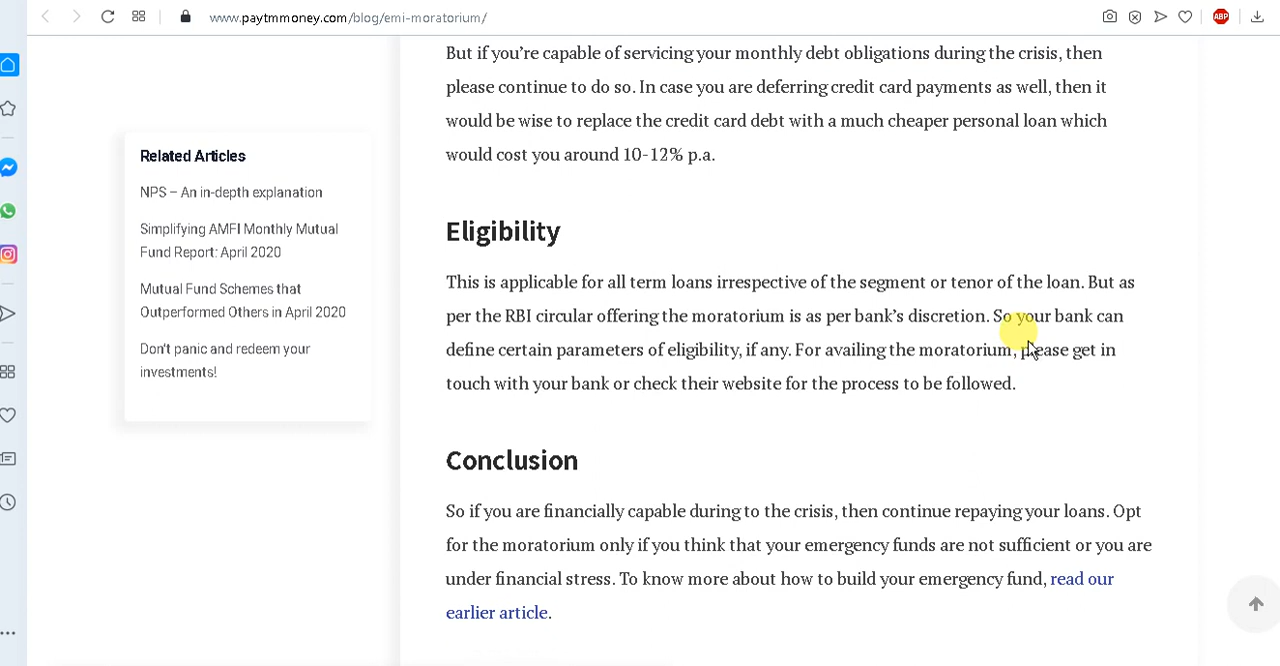 www.paytmmoney.com/blog/emi-moratorium/
ABP
But if you’re capable of servicing your monthly debt obligations during the crisis, then
please continue to do so. In case you are deferring credit card payments as well, then it
would be wise to replace the credit card debt with a much cheaper personal loan which
would cost you around 10-12% p.a.
Related Articles
NPS – An in-depth explanation
Simplifying AMFI Monthly Mutual
Fund Report: April 2020
Mutual Fund Schemes that
Outperformed Others in April 2020
Don't panic and redeem your
investments!
Eligibility
This is applicable for all term loans irrespective of the segment or tenor of the loan. But as
per the RBI circular offering the moratorium is as per bank’s discretion. So your bank can
define certain parameters of eligibility, if any. For availing the moratorium, please get in
touch with your bank or check their website for the process to be followed.
Conclusion
So if you are financially capable during to the crisis, then continue repaying your loans. Opt
for the moratorium only if you think that your emergency funds are not sufficient or you are
under financial stress. To know more about how to build your emergency fund, read our
earlier article.